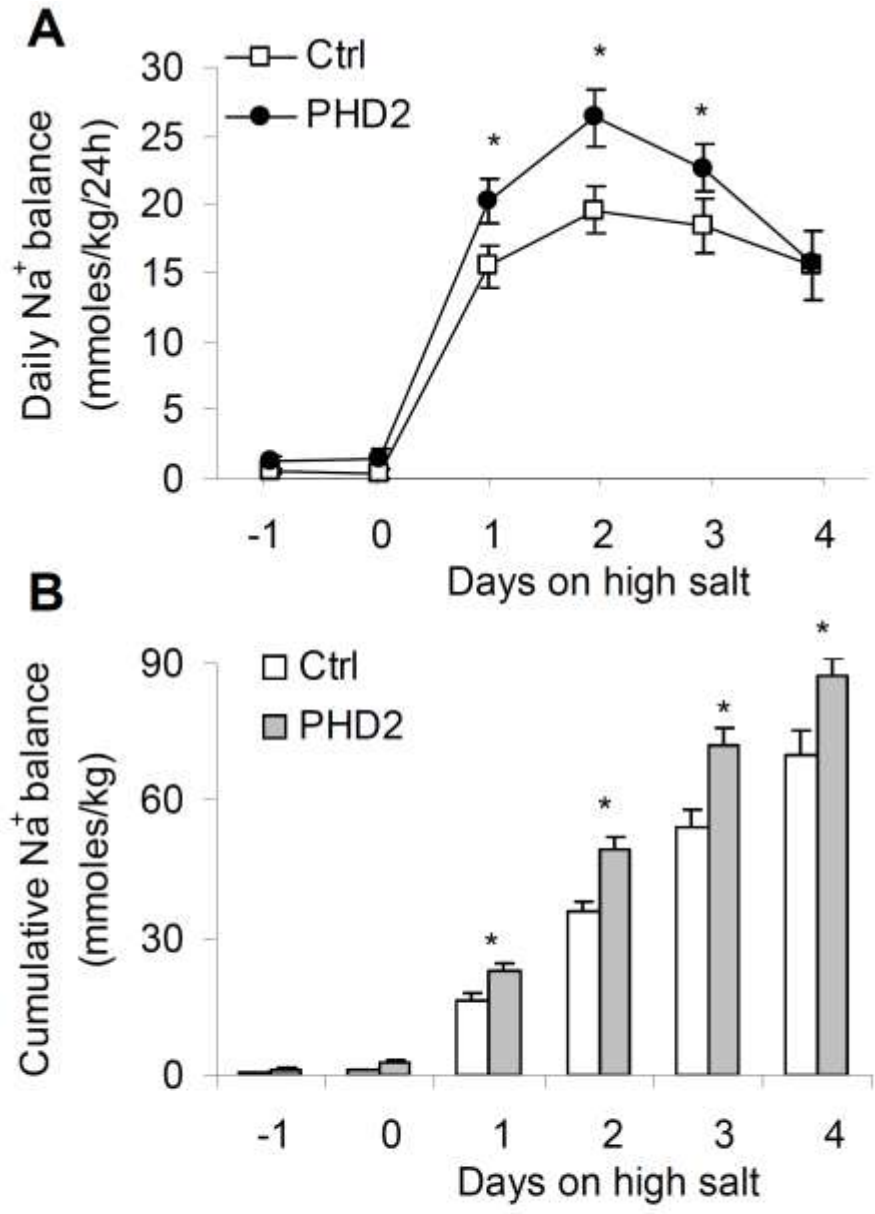 A
Ctrl
PHD2
Daily Na⁺ balance
(mmoles/kg/24h)
30
25
20
15
10
5
0
* * *
-1 0 1 2 3 4
Days on high salt
B
Ctrl
PHD2
Cumulative Na⁺ balance
(mmoles/kg)
90
60
30
0
* * * *
-1 0 1 2 3 4
Days on high salt